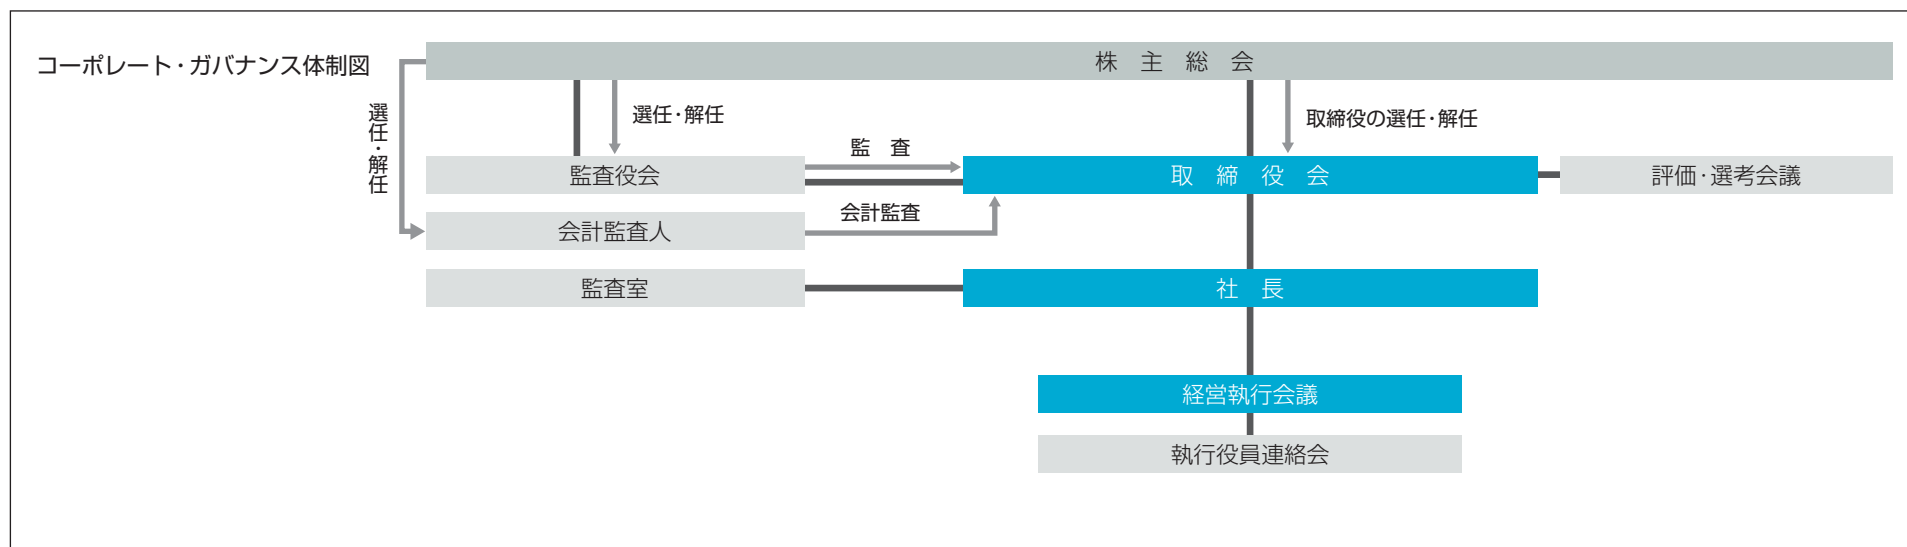 コーポレート・ガバナンス体制図
株主総会
選任・解任
選任・解任
取締役の選任・解任
監査役会
監査
取締役会
評価・選考会議
会計監査人
会計監査
監査室
社長
経営執行会議
執行役員連絡会